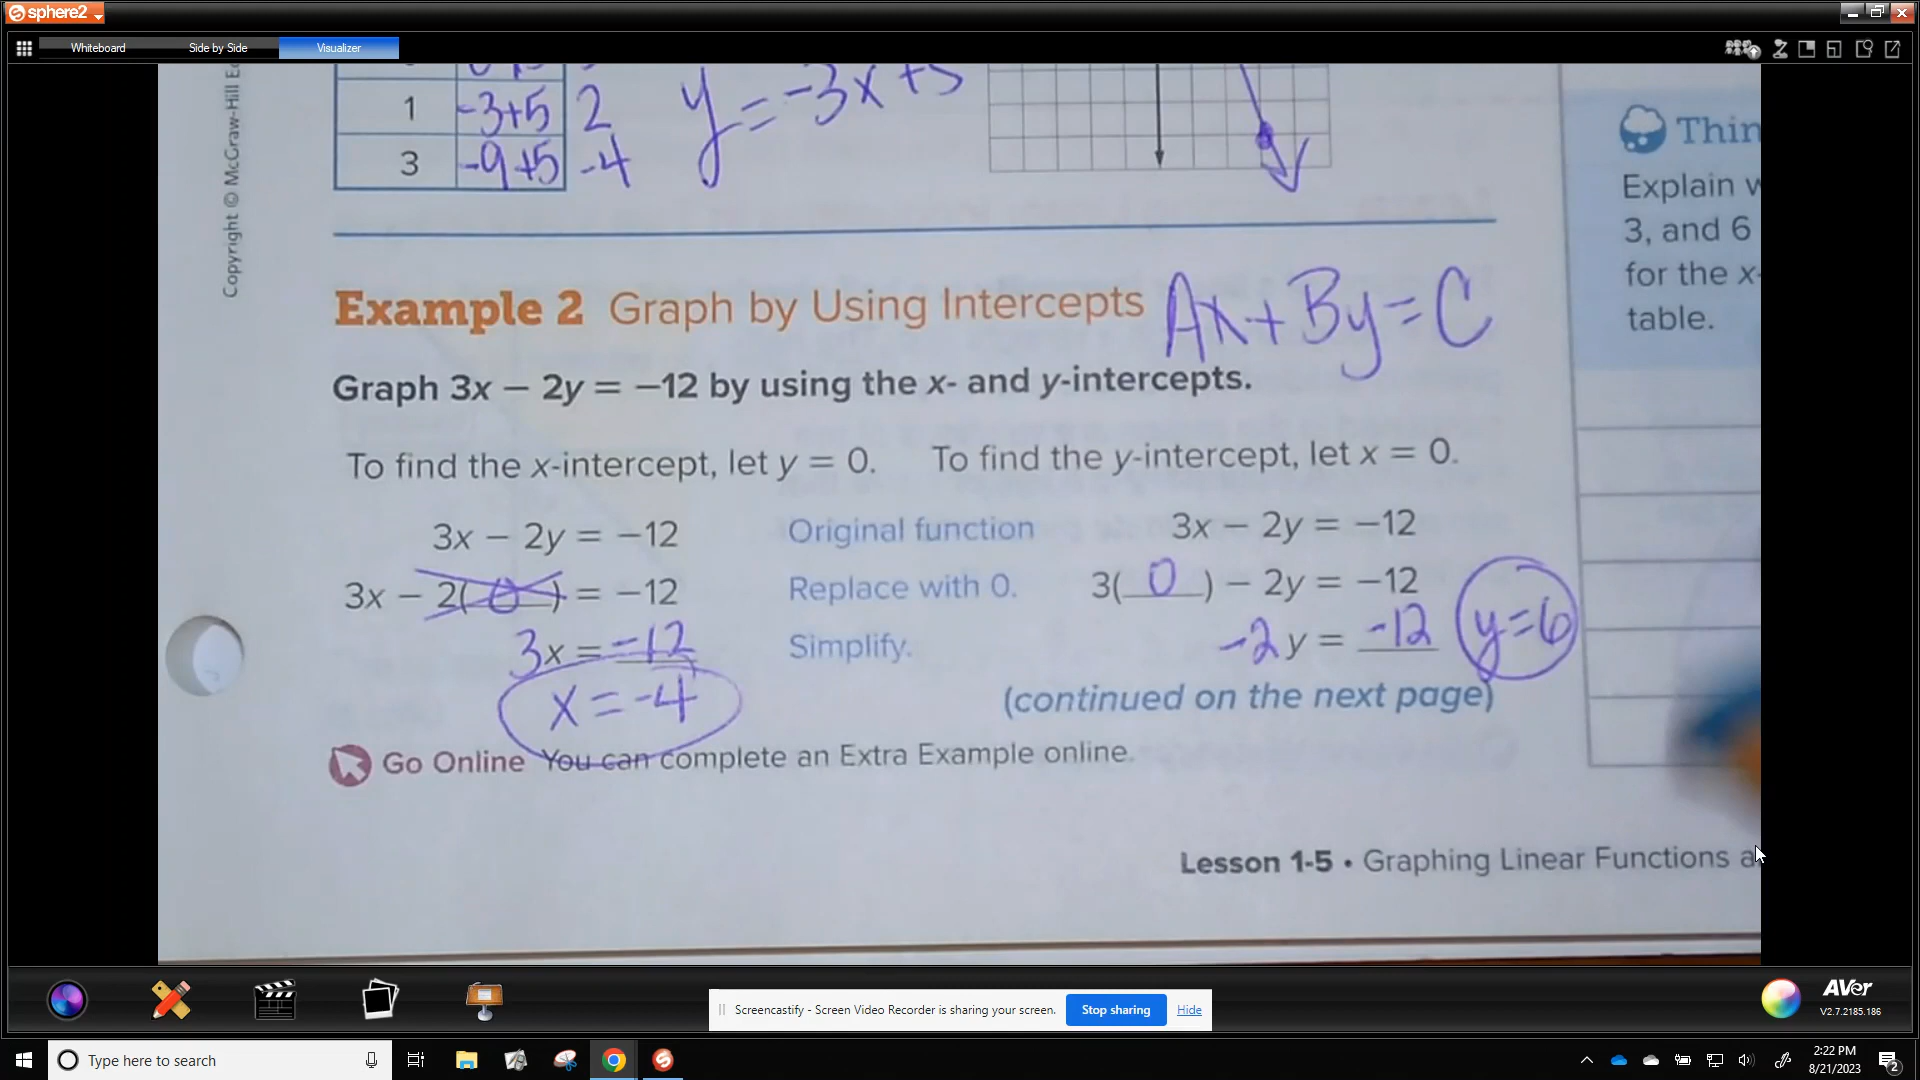 sphere2
Whiteboard Side by Side Visualizer
Copyright © McGraw-Hill
1 -3+5 2
y = -3x+5
3 -9+5 -4
Thin
Explain
3, and 6
for the x-
table.
Example 2 Graph by Using Intercepts Ax+By=C
Graph 3x − 2y = −12 by using the x- and y-intercepts.
To find the x-intercept, let y = 0. To find the y-intercept, let x = 0.
3x − 2y = −12 Original function 3x − 2y = −12
3x − 2( 0 ) = −12 Replace with 0. 3( 0 ) − 2y = −12
3x = -12 Simplify. -2y = -12 y=6
x = -4
(continued on the next page)
Go Online You can complete an Extra Example online.
Lesson 1-5 • Graphing Linear Functions a
AVer
V2.7.2185.186
Screencastify - Screen Video Recorder is sharing your screen. Stop sharing Hide
Type here to search
2:22 PM
8/21/2023
2